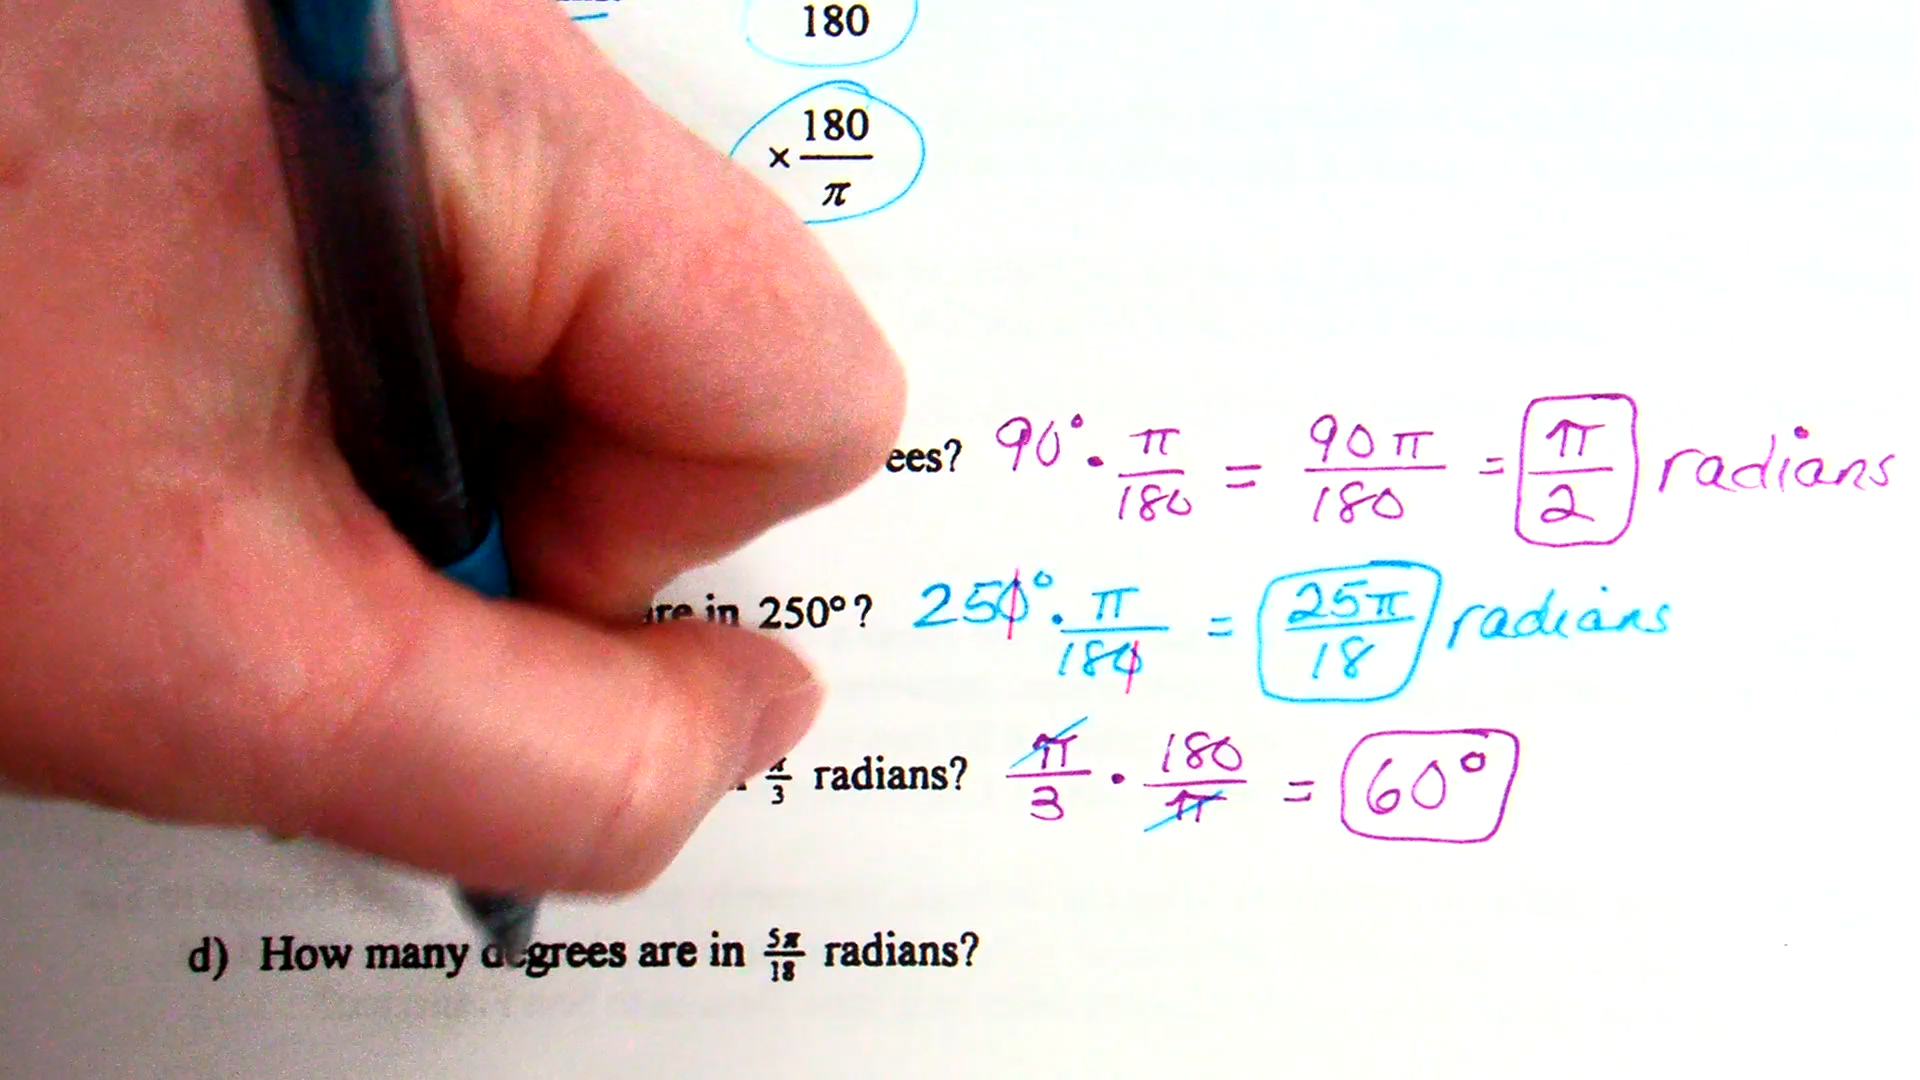 180
× 180
π
ees? 90° · π/180 = 90π/180 = π/2 radians
are in 250°? 250° · π/180 = 25π/18 radians
π/3 radians? π/3 · 180/π = 60°
d) How many degrees are in 5π/18 radians?